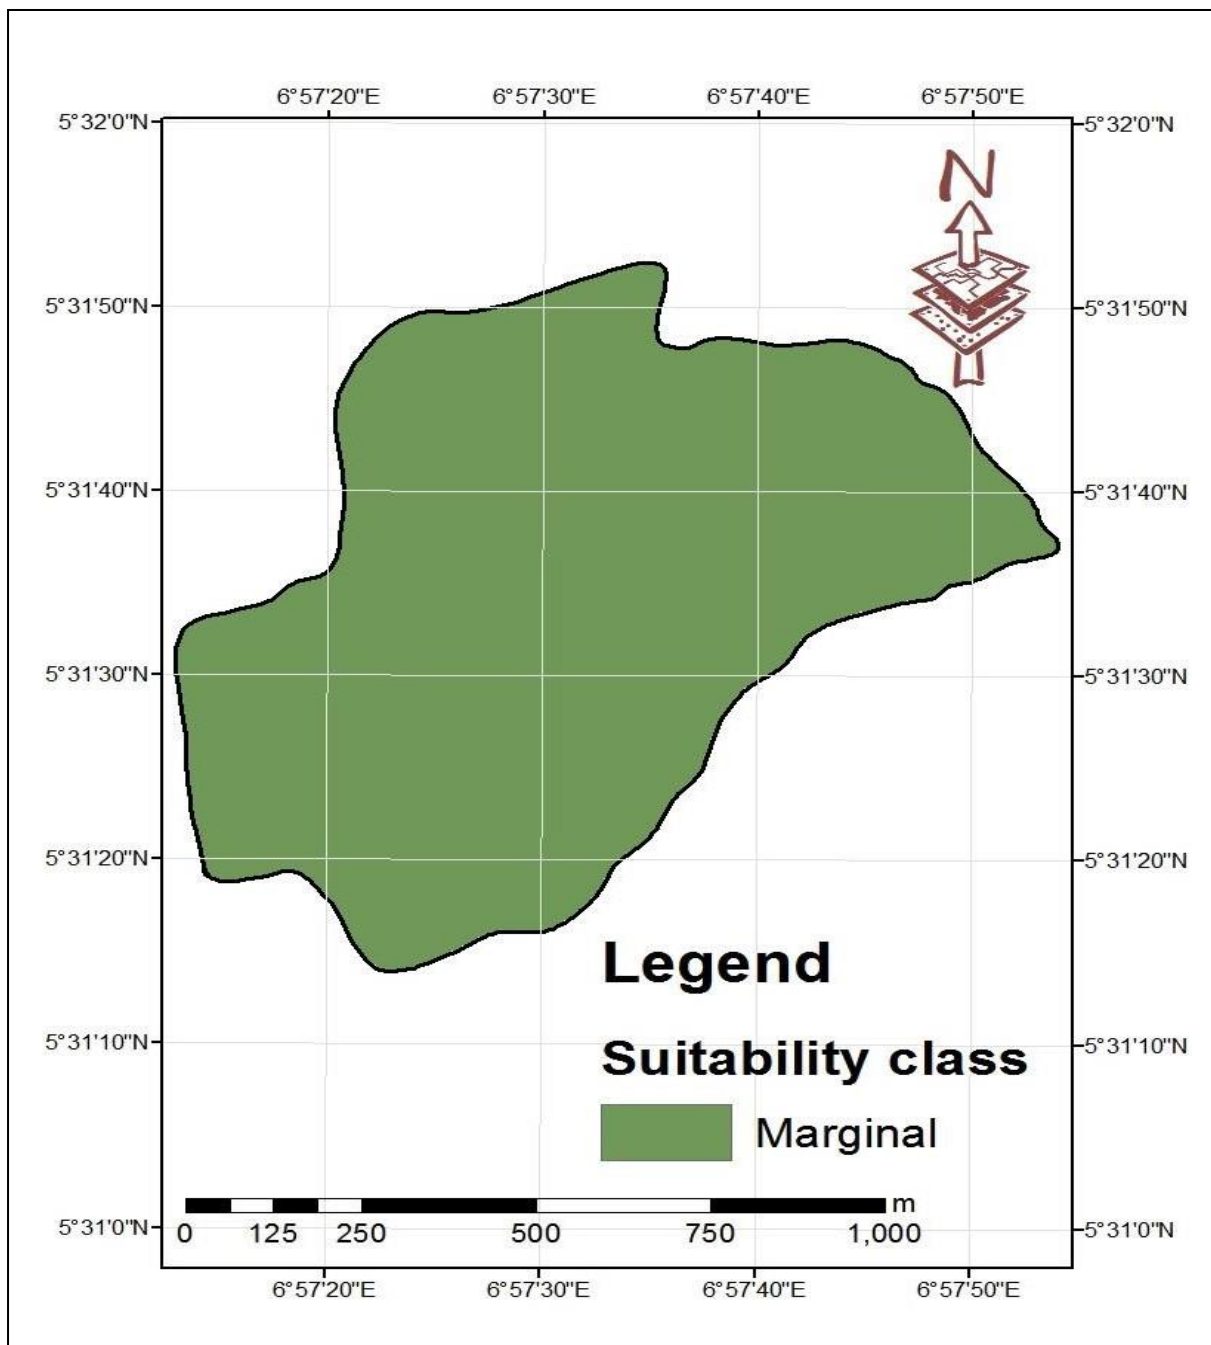 6°57'20"E 6°57'30"E 6°57'40"E 6°57'50"E
5°32'0"N 5°32'0"N
N
5°31'50"N 5°31'50"N
5°31'40"N 5°31'40"N
5°31'30"N 5°31'30"N
5°31'20"N 5°31'20"N
Legend
5°31'10"N 5°31'10"N
Suitability class
Marginal
m
5°31'0"N 0 125 250 500 750 1,000 5°31'0"N
6°57'20"E 6°57'30"E 6°57'40"E 6°57'50"E